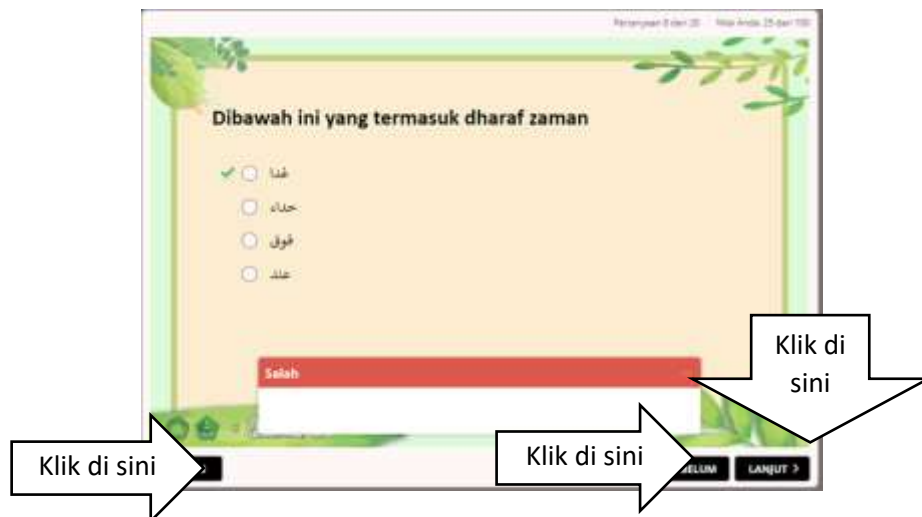 Dibawah ini yang termasuk dharaf zaman
غدا
حداء
فوق
عند
Salah
Klik di
sini
Klik di sini
Klik di sini
LANJUT >